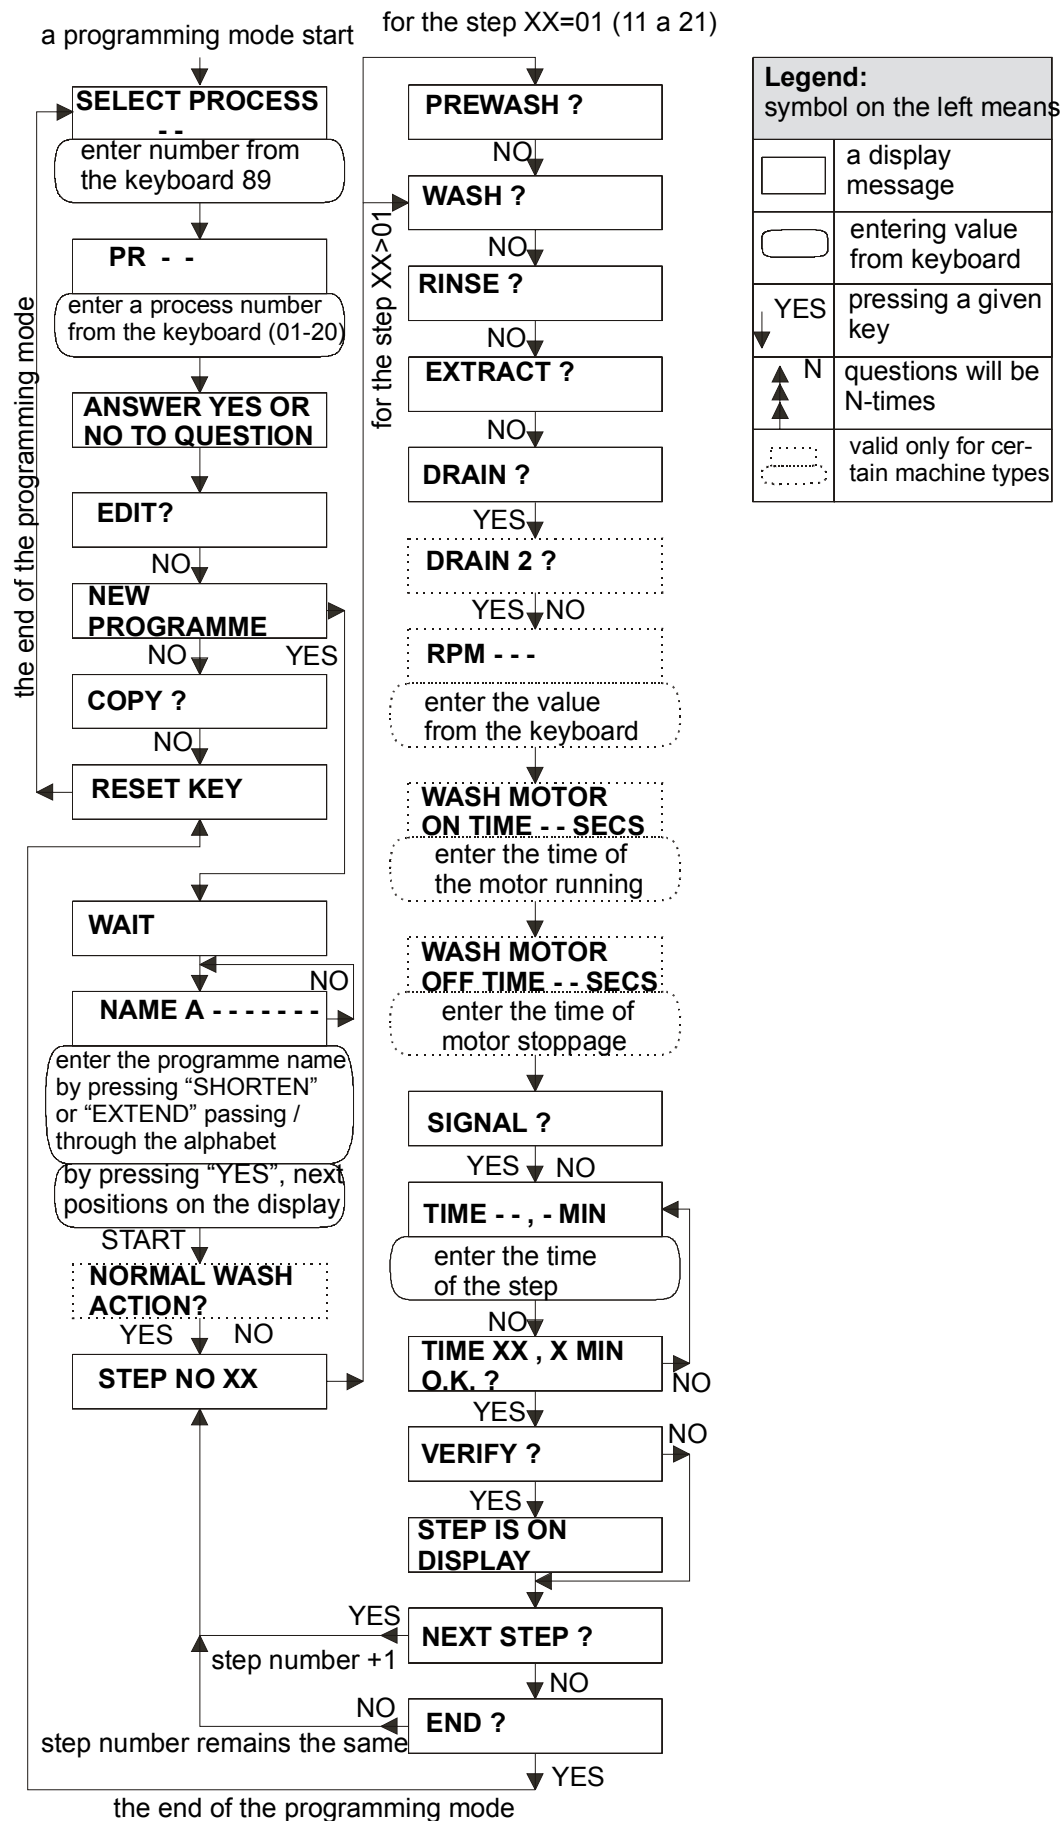 a programming mode start
SELECT PROCESS
- -
enter number from
the keyboard 89
PR - -
enter a process number
from the keyboard (01-20)
ANSWER YES OR
NO TO QUESTION
EDIT?
NO
NEW
PROGRAMME
NO
YES
COPY ?
NO
RESET KEY
the end of the programming mode
WAIT
NO
NAME A - - - - - - -
enter the programme name
by pressing “SHORTEN”
or “EXTEND” passing /
through the alphabet
by pressing “YES”, next
positions on the display
START
NORMAL WASH
ACTION?
YES NO
STEP NO XX
for the step XX=01 (11 a 21)
for the step XX>01
PREWASH ?
NO
WASH ?
NO
RINSE ?
NO
EXTRACT ?
NO
DRAIN ?
YES
DRAIN 2 ?
YES NO
RPM - - -
enter the value
from the keyboard
WASH MOTOR
ON TIME - - SECS
enter the time of
the motor running
WASH MOTOR
OFF TIME - - SECS
enter the time of
motor stoppage
SIGNAL ?
YES NO
TIME - - , - MIN
enter the time
of the step
NO
TIME XX , X MIN
O.K. ?
NO
YES
VERIFY ?
NO
YES
STEP IS ON
DISPLAY
NEXT STEP ?
YES
step number +1
NO
END ?
NO
step number remains the same
YES
the end of the programming mode
Legend:
symbol on the left means
a display
message
entering value
from keyboard
YES
pressing a given
key
N
questions will be
N-times
valid only for cer-
tain machine types